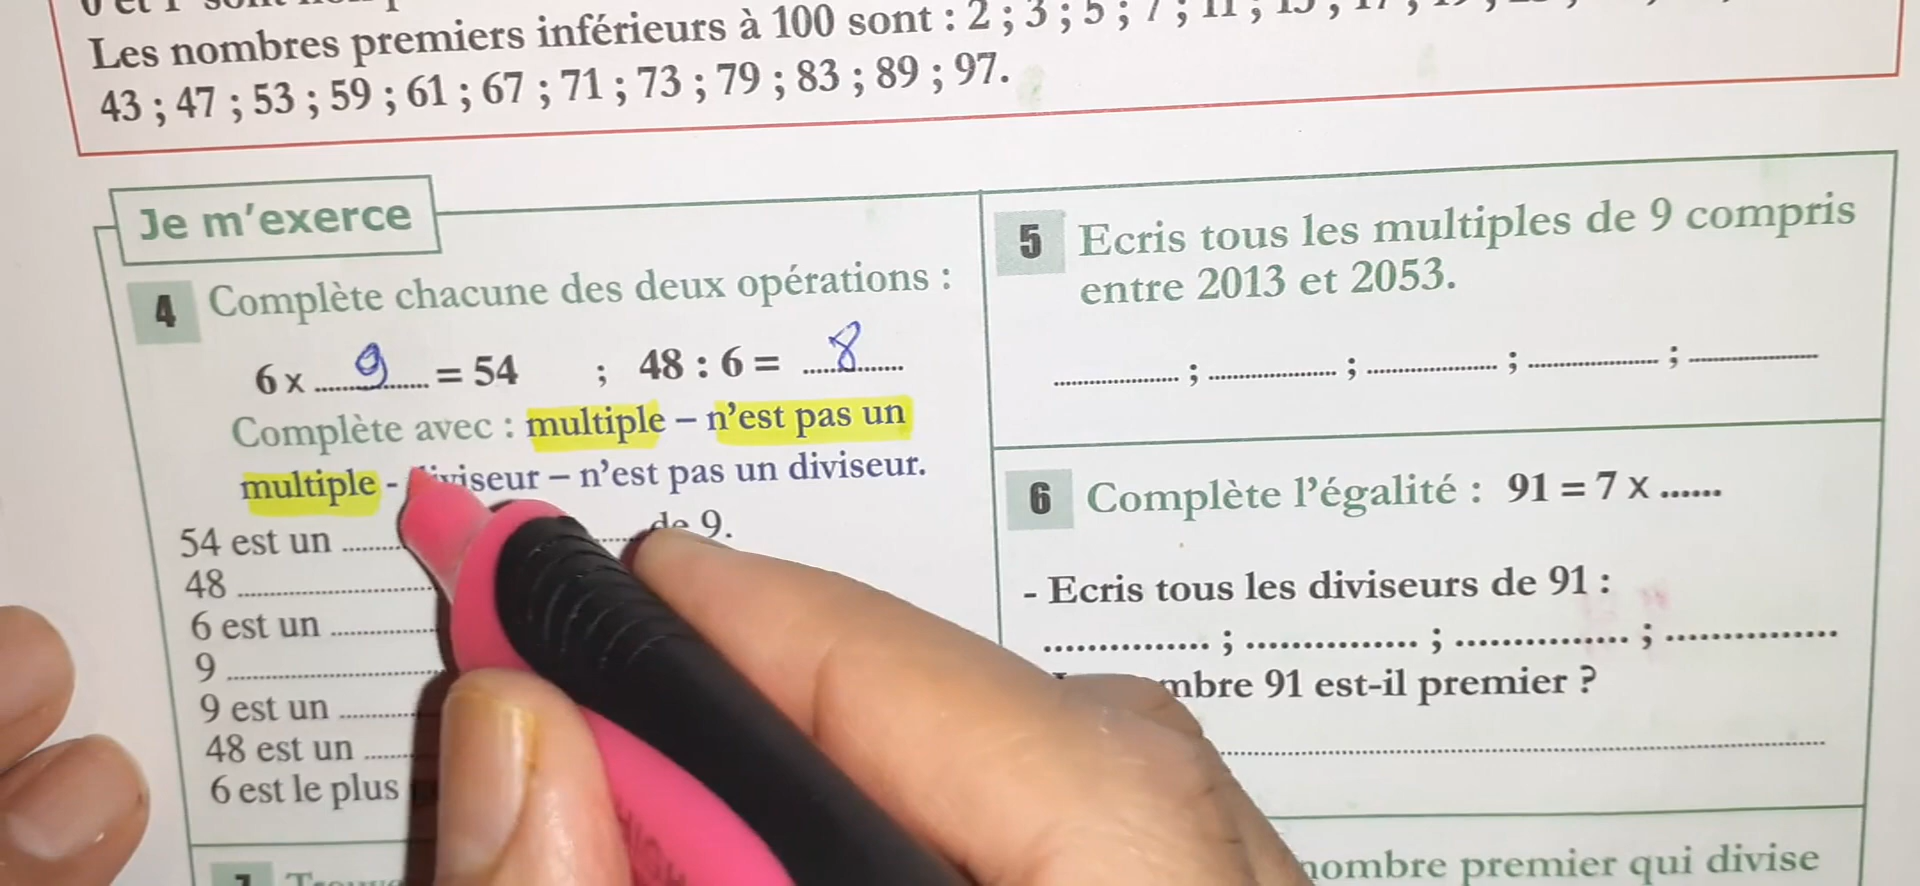 Les nombres premiers inférieurs à 100 sont : 2 ; 3 ; 5 ; 7 ; 11 ; 13 ; 17 ;
43 ; 47 ; 53 ; 59 ; 61 ; 67 ; 71 ; 73 ; 79 ; 83 ; 89 ; 97.
Je m'exerce
4 Complète chacune des deux opérations :
6 x ...9... = 54 ; 48 : 6 = ...8...
Complète avec : multiple – n'est pas un
multiple - diviseur – n'est pas un diviseur.
54 est un ........ de 9.
48 ........
6 est un ........
9 ........
9 est un ........
48 est un ........
6 est le plus
5 Ecris tous les multiples de 9 compris
entre 2013 et 2053.
........ ; ........ ; ........ ; ........ ; ........
6 Complète l'égalité : 91 = 7 x ......
- Ecris tous les diviseurs de 91 :
........ ; ........ ; ........ ; ........
91 est-il premier ?
nombre premier qui divise